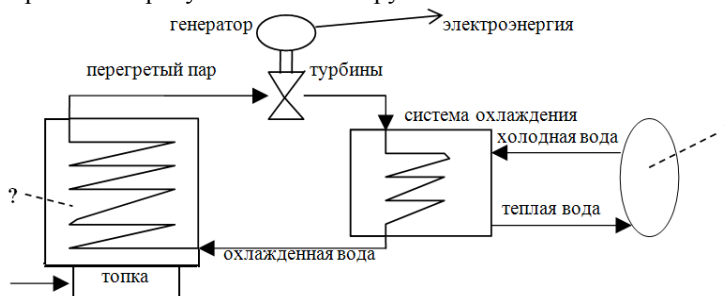 генератор
электроэнергия
перегретый пар
турбины
система охлаждения
холодная вода
?
теплая вода
охлажденная вода
топка